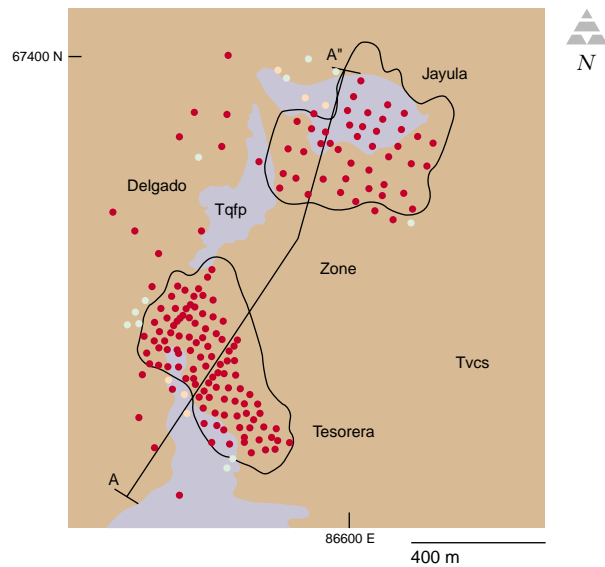 67400 N
A"
Jayula
N
Delgado
Tqfp
Zone
Tvcs
Tesorera
A
86600 E
400 m